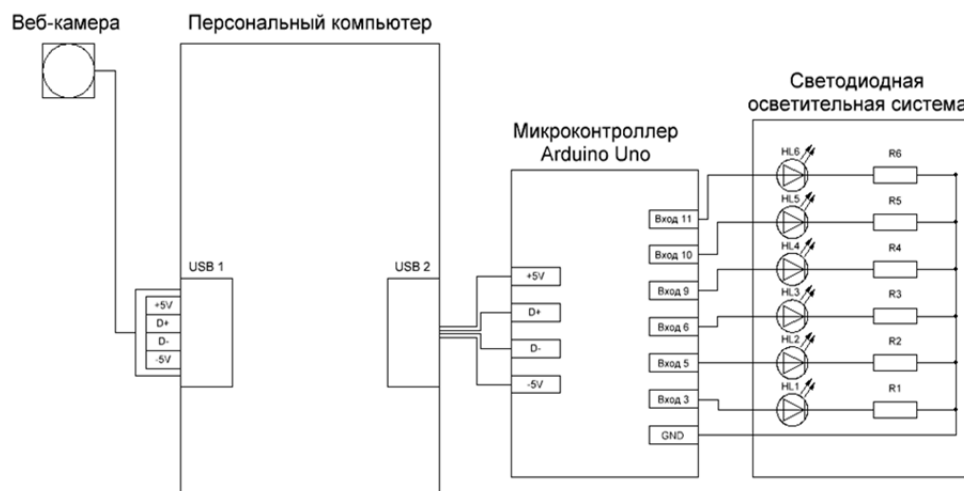 Веб-камера
Персональный компьютер
USB 1
+5V
D+
D-
-5V
USB 2
Микроконтроллер
Arduino Uno
+5V
D+
D-
-5V
Вход 11
Вход 10
Вход 9
Вход 6
Вход 5
Вход 3
GND
Светодиодная
осветительная система
HL6
R6
HL5
R5
HL4
R4
HL3
R3
HL2
R2
HL1
R1